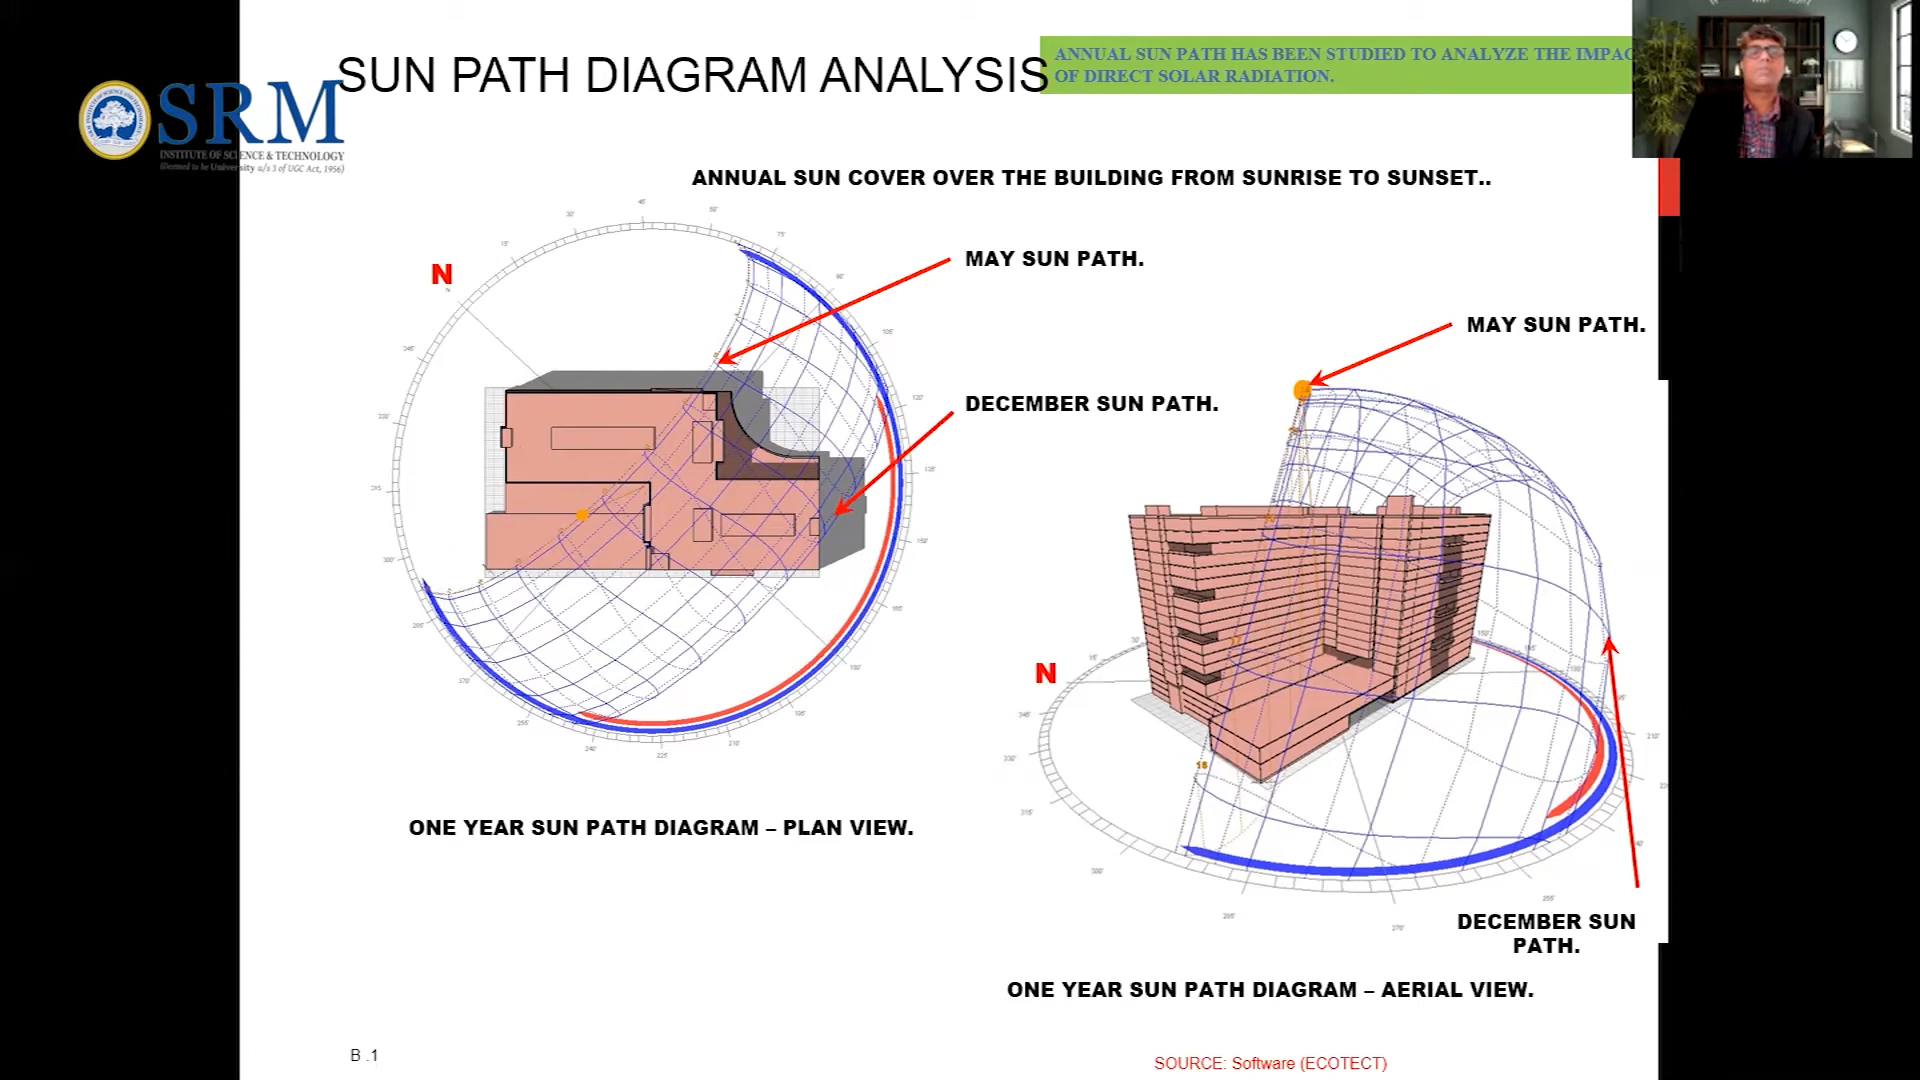 SUN PATH DIAGRAM ANALYSIS
ANNUAL SUN PATH HAS BEEN STUDIED TO ANALYZE THE IMPAC
OF DIRECT SOLAR RADIATION.
SRM
INSTITUTE OF SCIENCE & TECHNOLOGY
(Deemed to be University u/s 3 of UGC Act, 1956)
ANNUAL SUN COVER OVER THE BUILDING FROM SUNRISE TO SUNSET..
N
MAY SUN PATH.
DECEMBER SUN PATH.
ONE YEAR SUN PATH DIAGRAM – PLAN VIEW.
MAY SUN PATH.
N
18
DECEMBER SUN
PATH.
ONE YEAR SUN PATH DIAGRAM – AERIAL VIEW.
B .1
SOURCE: Software (ECOTECT)